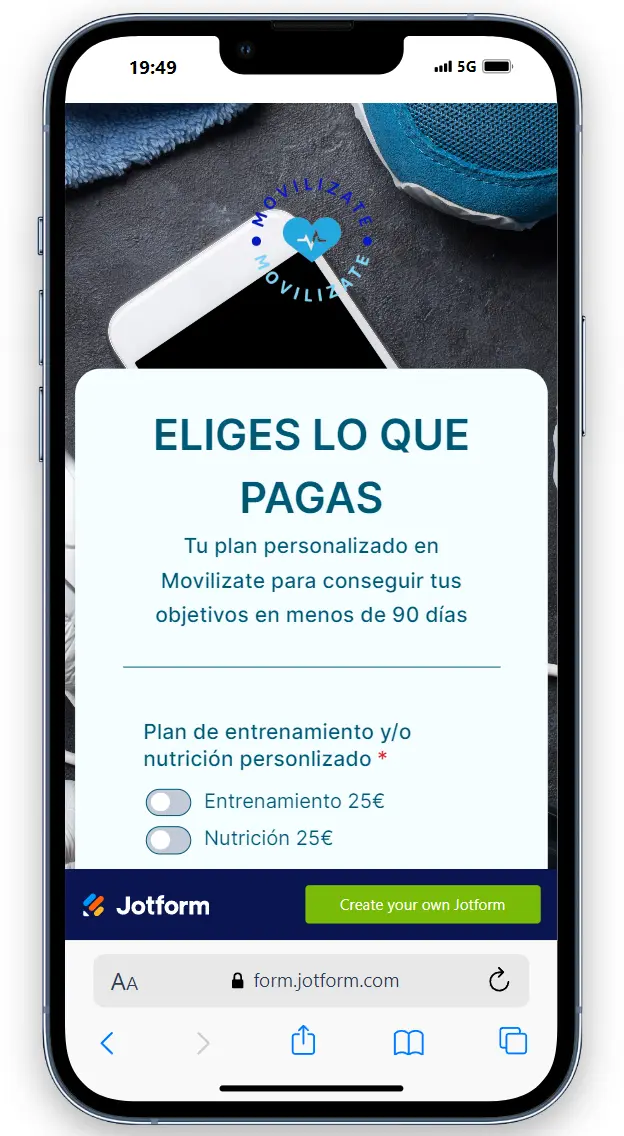 19:49
5G
MOVILIZATE
MOVILIZATE
ELIGES LO QUE
PAGAS
Tu plan personalizado en
Movilizate para conseguir tus
objetivos en menos de 90 días
Plan de entrenamiento y/o
nutrición personlizado *
Entrenamiento 25€
Nutrición 25€
Jotform
Create your own Jotform
AA
form.jotform.com